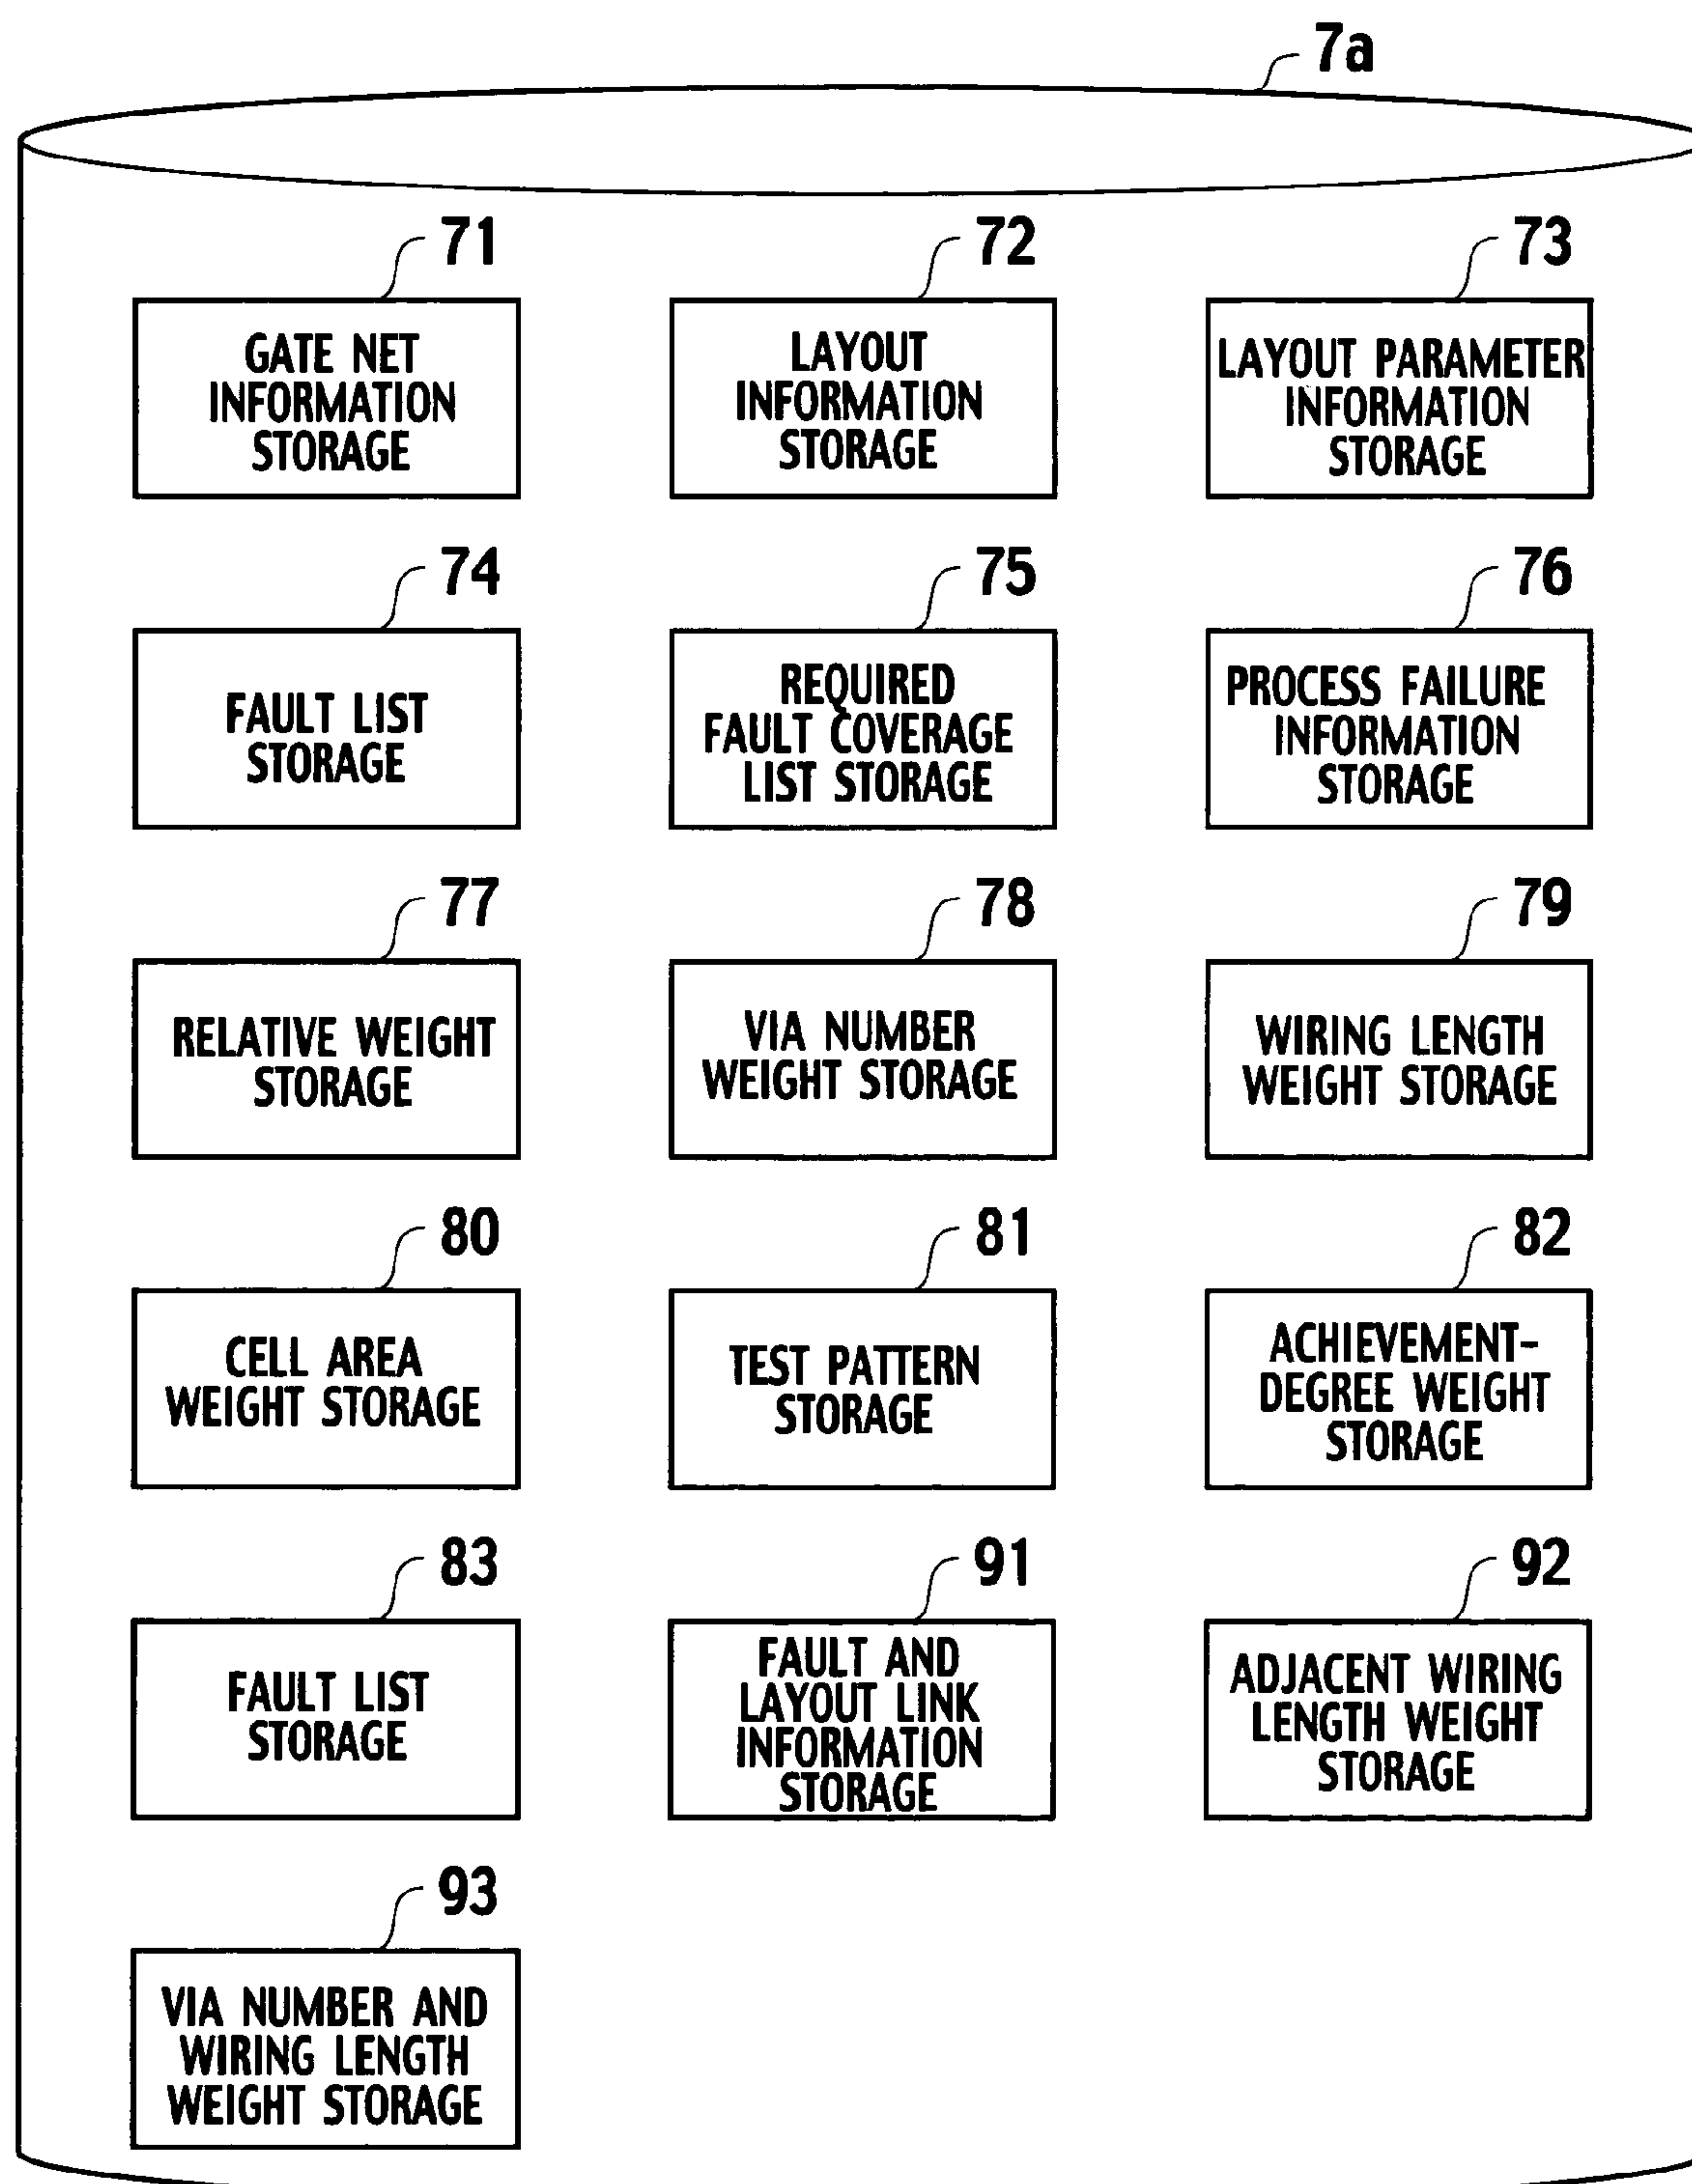 7a
71
GATE NET
INFORMATION
STORAGE
72
LAYOUT
INFORMATION
STORAGE
73
LAYOUT PARAMETER
INFORMATION
STORAGE
74
FAULT LIST
STORAGE
75
REQUIRED
FAULT COVERAGE
LIST STORAGE
76
PROCESS FAILURE
INFORMATION
STORAGE
77
RELATIVE WEIGHT
STORAGE
78
VIA NUMBER
WEIGHT STORAGE
79
WIRING LENGTH
WEIGHT STORAGE
80
CELL AREA
WEIGHT STORAGE
81
TEST PATTERN
STORAGE
82
ACHIEVEMENT-
DEGREE WEIGHT
STORAGE
83
FAULT LIST
STORAGE
91
FAULT AND
LAYOUT LINK
INFORMATION
STORAGE
92
ADJACENT WIRING
LENGTH WEIGHT
STORAGE
93
VIA NUMBER AND
WIRING LENGTH
WEIGHT STORAGE